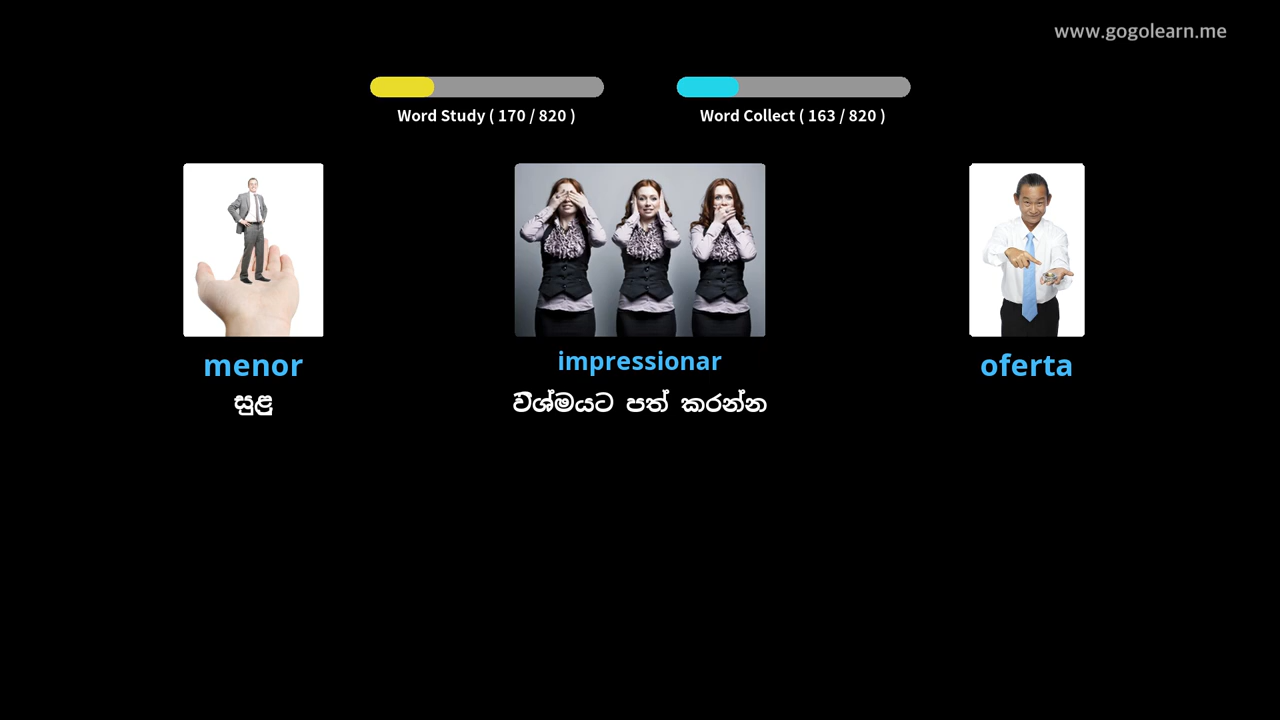 www.gogolearn.me
Word Study ( 170 / 820 )
Word Collect ( 163 / 820 )
menor
impressionar
oferta
සුළු
විශ්මයට පත් කරන්න